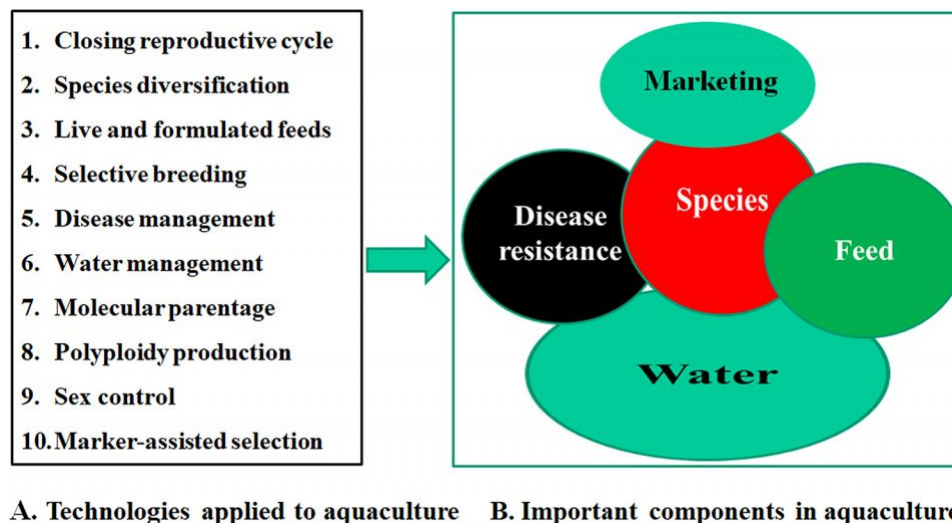 1. Closing reproductive cycle
2. Species diversification
3. Live and formulated feeds
4. Selective breeding
5. Disease management
6. Water management
7. Molecular parentage
8. Polyploidy production
9. Sex control
10. Marker-assisted selection
Marketing
Disease
resistance
Species
Feed
Water
A. Technologies applied to aquaculture
B. Important components in aquaculture